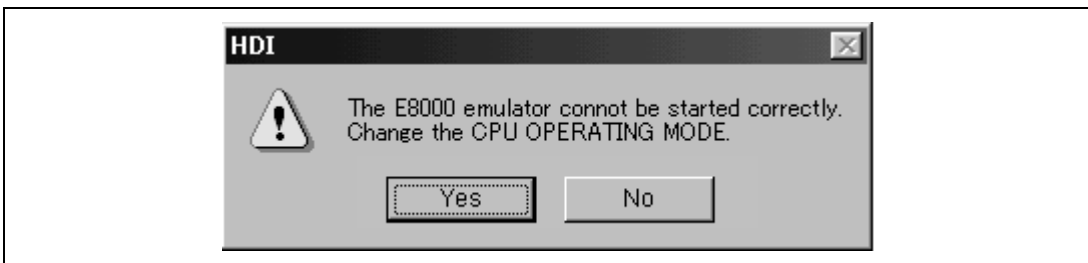 HDI
The E8000 emulator connot be started correctly.
Change the CPU OPERATING MODE.
Yes No